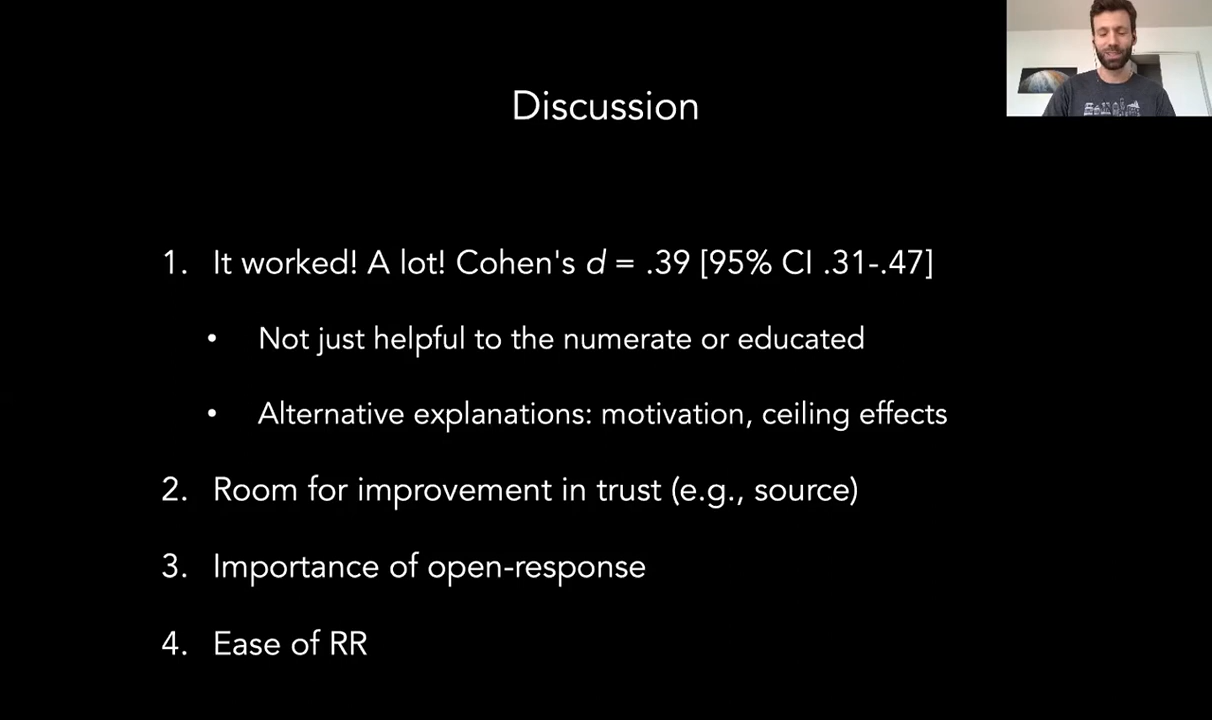 Discussion
1. It worked! A lot! Cohen's d = .39 [95% CI .31-.47]
• Not just helpful to the numerate or educated
• Alternative explanations: motivation, ceiling effects
2. Room for improvement in trust (e.g., source)
3. Importance of open-response
4. Ease of RR